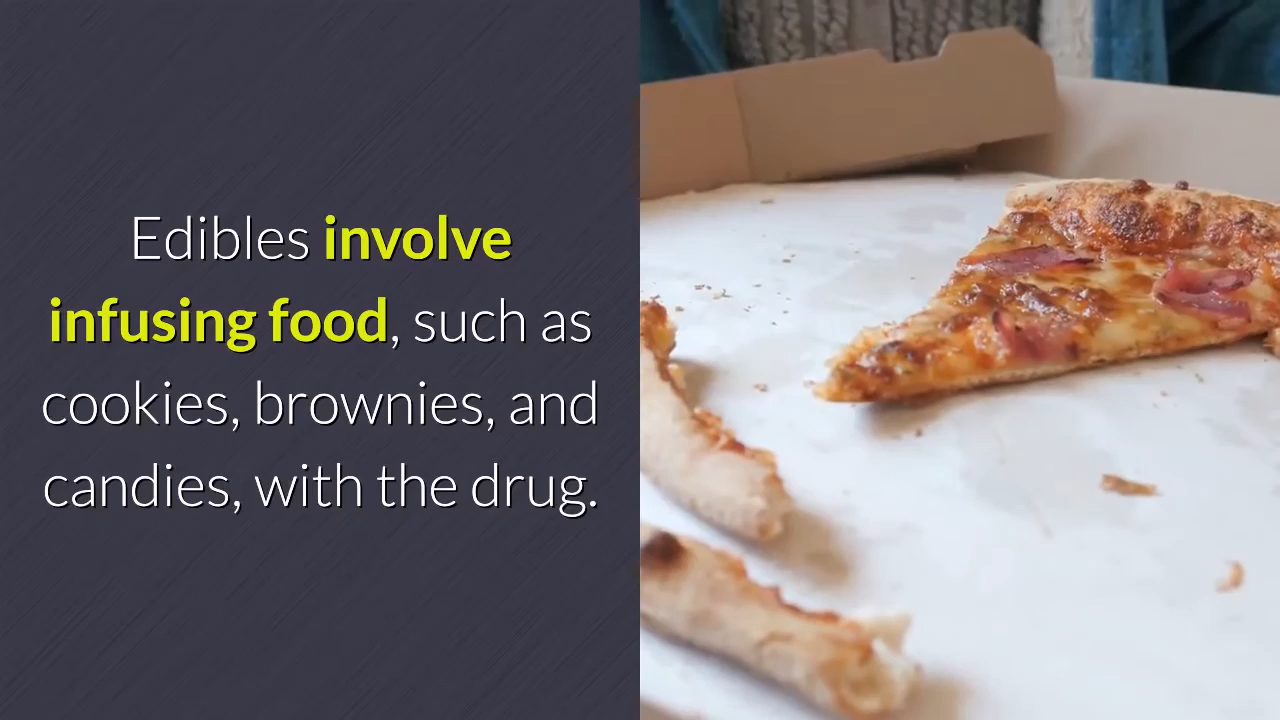 Edibles involve
infusing food, such as
cookies, brownies, and
candies, with the drug.